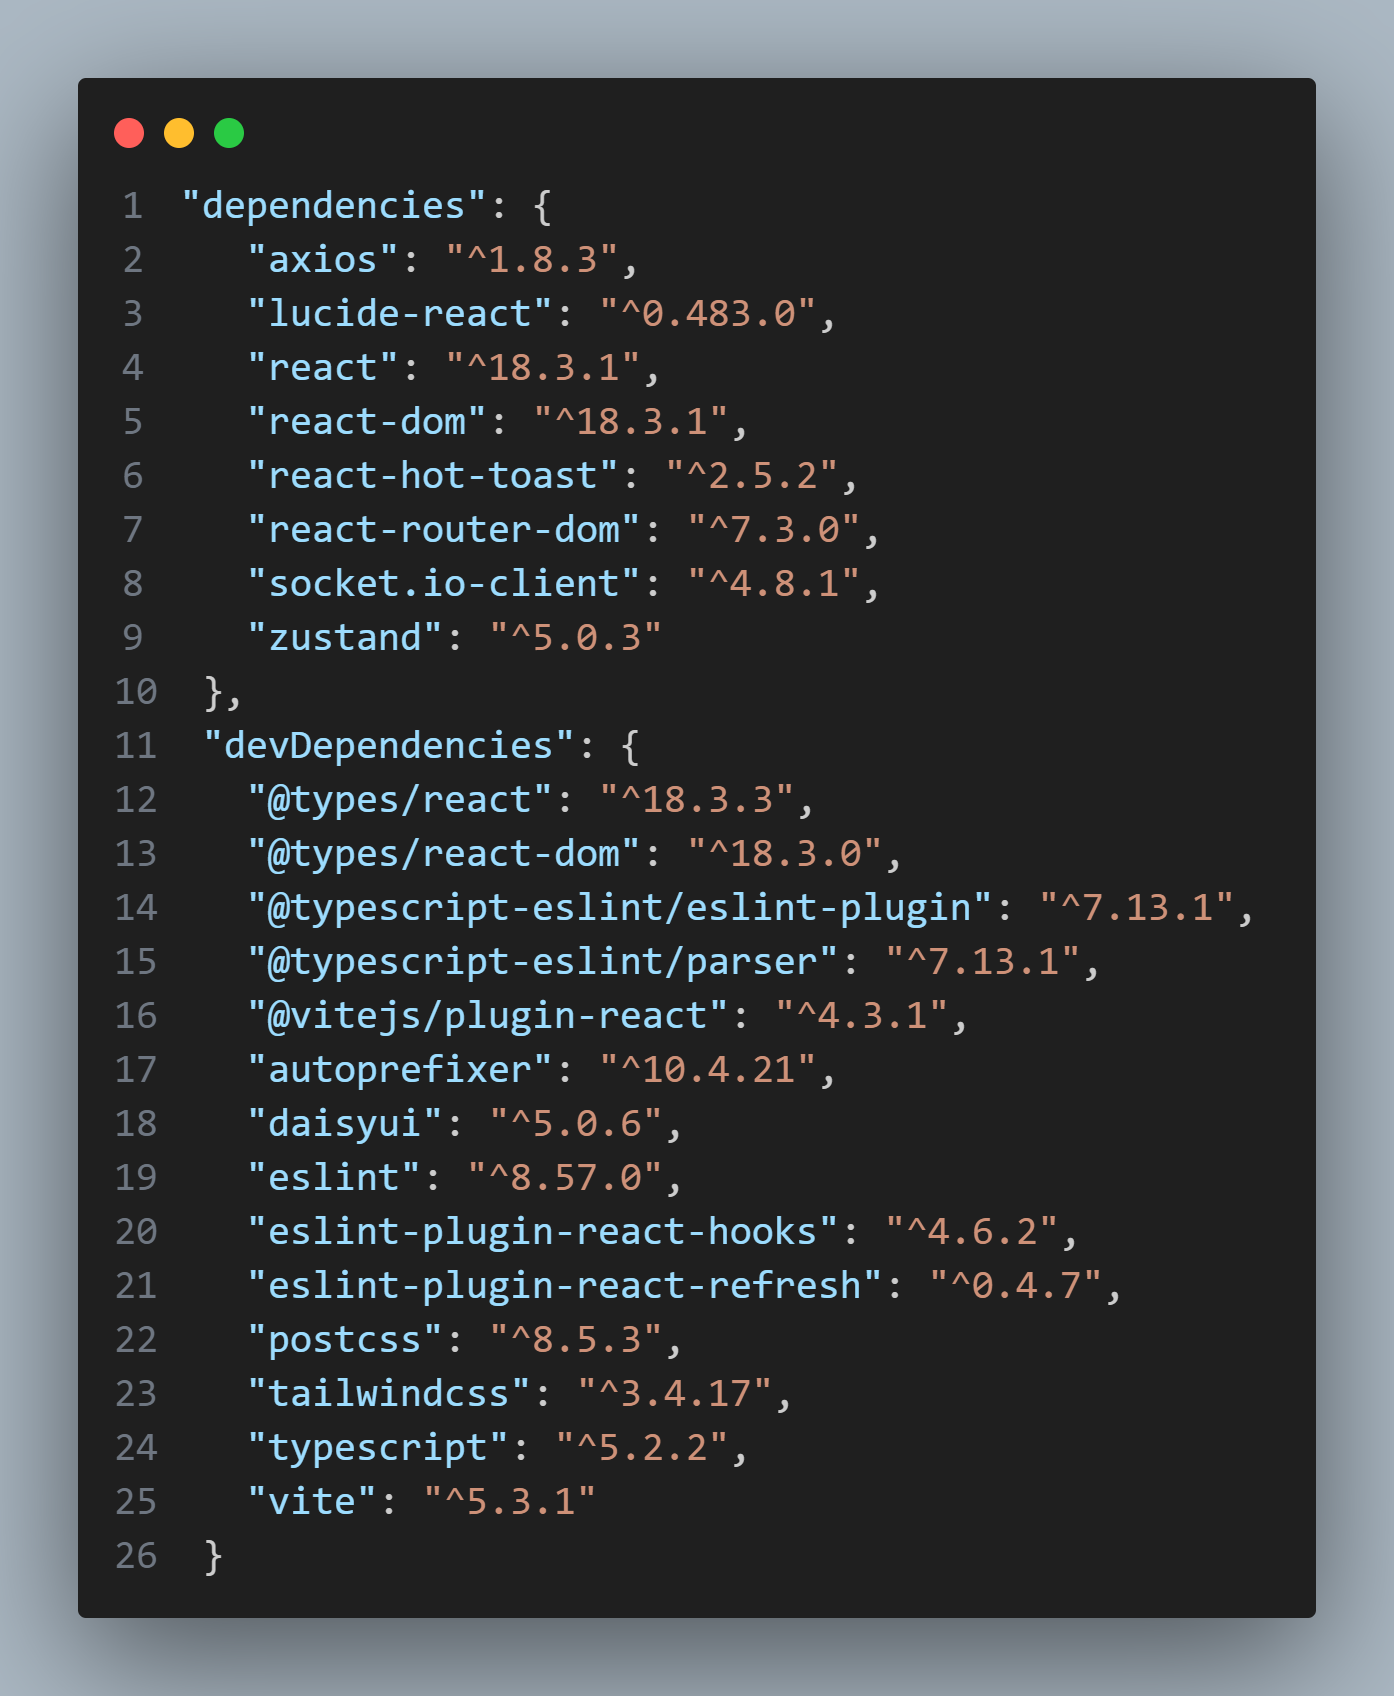 1 "dependencies": {
2 "axios": "^1.8.3",
3 "lucide-react": "^0.483.0",
4 "react": "^18.3.1",
5 "react-dom": "^18.3.1",
6 "react-hot-toast": "^2.5.2",
7 "react-router-dom": "^7.3.0",
8 "socket.io-client": "^4.8.1",
9 "zustand": "^5.0.3"
10 },
11 "devDependencies": {
12 "@types/react": "^18.3.3",
13 "@types/react-dom": "^18.3.0",
14 "@typescript-eslint/eslint-plugin": "^7.13.1",
15 "@typescript-eslint/parser": "^7.13.1",
16 "@vitejs/plugin-react": "^4.3.1",
17 "autoprefixer": "^10.4.21",
18 "daisyui": "^5.0.6",
19 "eslint": "^8.57.0",
20 "eslint-plugin-react-hooks": "^4.6.2",
21 "eslint-plugin-react-refresh": "^0.4.7",
22 "postcss": "^8.5.3",
23 "tailwindcss": "^3.4.17",
24 "typescript": "^5.2.2",
25 "vite": "^5.3.1"
26 }